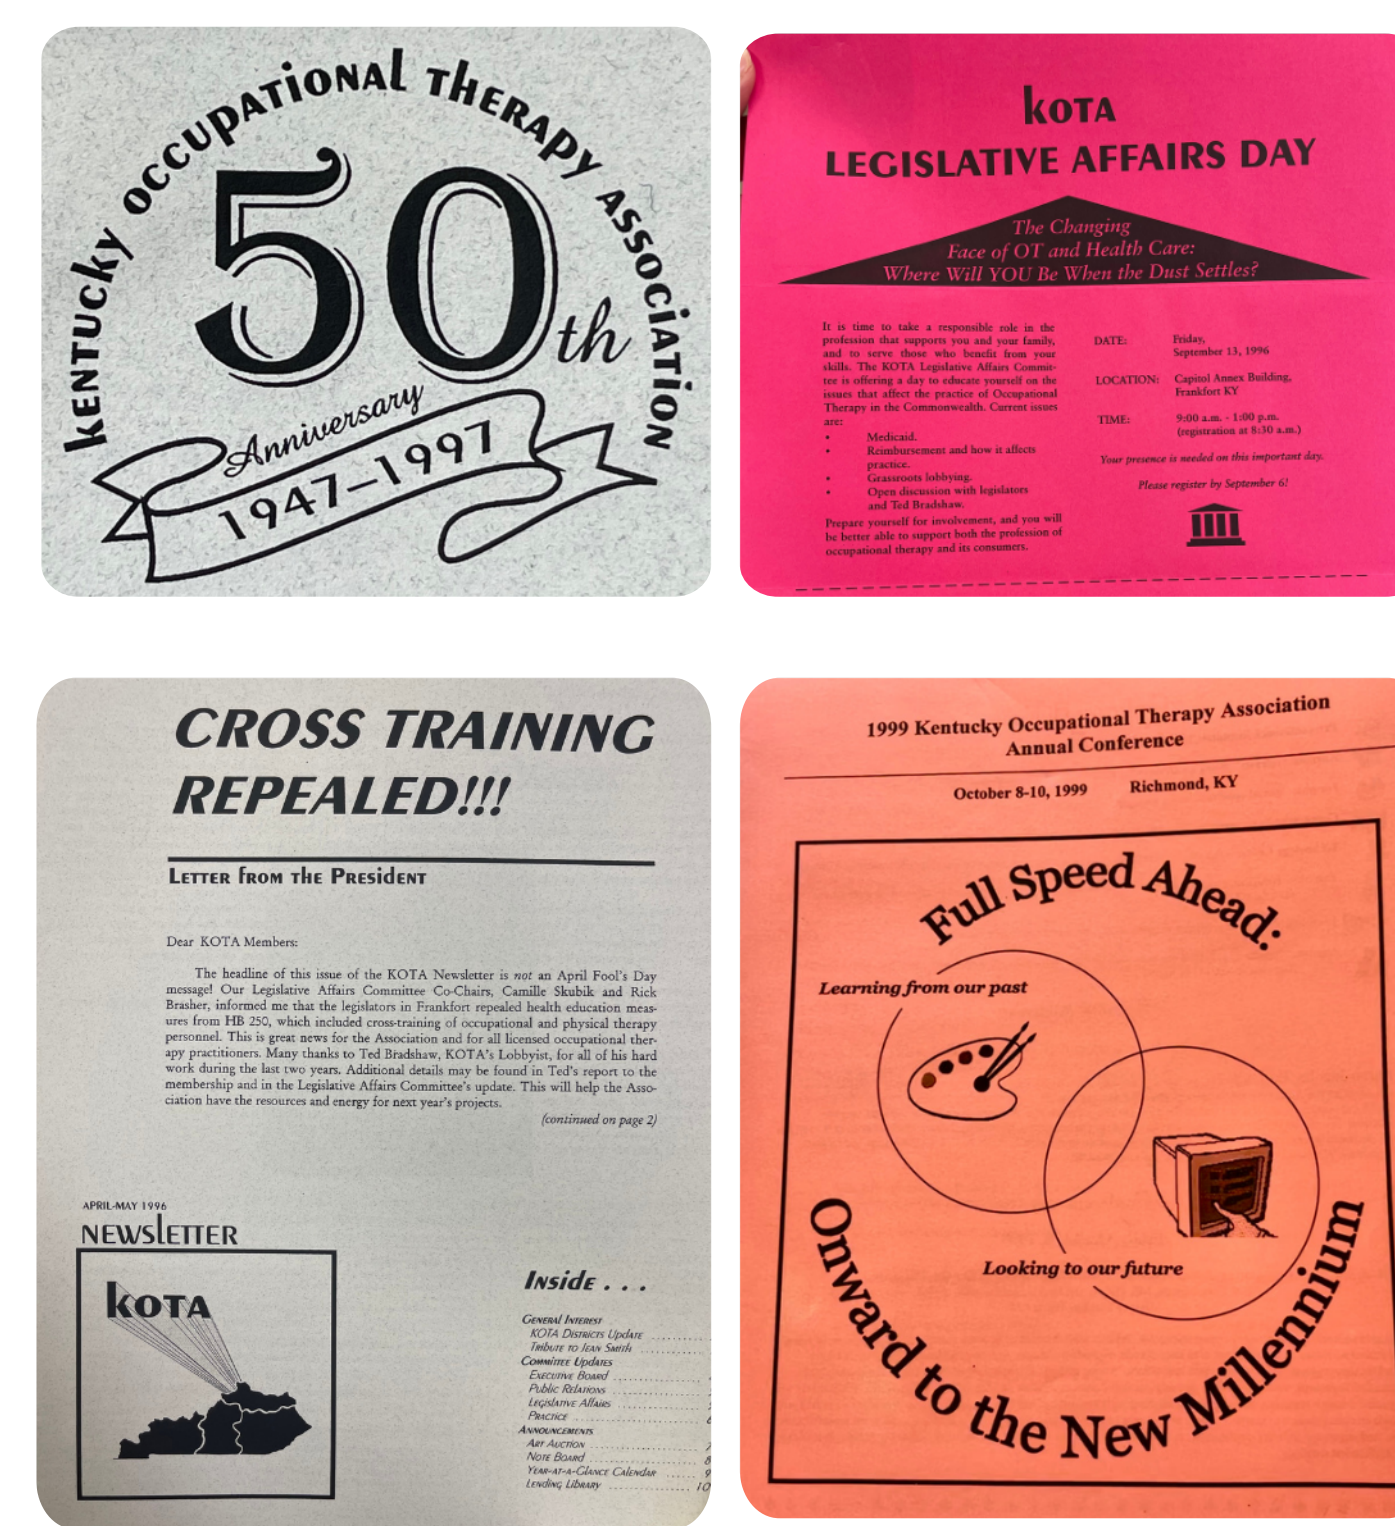 KENTUCKY OCCUPATIONAL THERAPY ASSOCIATION
50th
Anniversary
1947–1997
KOTA
LEGISLATIVE AFFAIRS DAY
The Changing
Face of OT and Health Care:
Where Will YOU Be When the Dust Settles?
It is time to take a responsible role in the
profession that supports you and your family,
and to serve those who benefit from your
skills. The KOTA Legislative Affairs Commit-
tee is offering a day to educate yourself on the
issues that affect the practice of Occupational
Therapy in the Commonwealth. Current issues
are:
• Medicaid.
• Reimbursement and how it affects
practice.
• Grassroots lobbying.
• Open discussion with legislators
and Ted Bradshaw.
Prepare yourself for involvement, and you will
be better able to support both the profession of
occupational therapy and its consumers.
DATE: Friday,
September 13, 1996
LOCATION: Capitol Annex Building,
Frankfort KY
TIME: 9:00 a.m. - 1:00 p.m.
(registration at 8:30 a.m.)
Your presence is needed on this important day.
Please register by September 6!
CROSS TRAINING
REPEALED!!!
LETTER FROM THE PRESIDENT
Dear KOTA Members:
The headline of this issue of the KOTA Newsletter is not an April Fool's Day
message! Our Legislative Affairs Committee Co-Chairs, Camille Skubik and Rick
Brasher, informed me that the legislators in Frankfort repealed health education meas-
ures from HB 250, which included cross-training of occupational and physical therapy
personnel. This is great news for the Association and for all licensed occupational ther-
apy practitioners. Many thanks to Ted Bradshaw, KOTA's Lobbyist, for all of his hard
work during the last two years. Additional details may be found in Ted's report to the
membership and in the Legislative Affairs Committee's update. This will help the Asso-
ciation have the resources and energy for next year's projects.
(continued on page 2)
APRIL-MAY 1996
NEWSLETTER
KOTA
INSIDE . . .
GENERAL INTEREST
KOTA DISTRICTS UPDATE
TRIBUTE TO JEAN SMITH
COMMITTEE UPDATES
EXECUTIVE BOARD
PUBLIC RELATIONS
LEGISLATIVE AFFAIRS
PRACTICE
ANNOUNCEMENTS
ART AUCTION
NOTE BOARD 8
YEAR-AT-A-GLANCE CALENDAR 9
LENDING LIBRARY 10
1999 Kentucky Occupational Therapy Association
Annual Conference
October 8-10, 1999 Richmond, KY
Full Speed Ahead:
Learning from our past
Looking to our future
Onward to the New Millennium